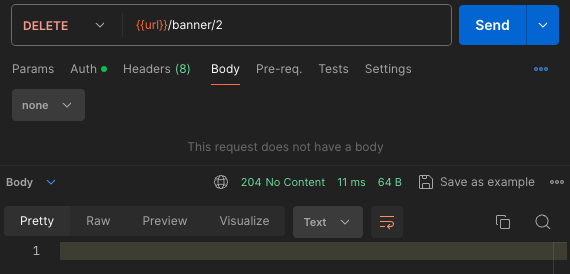 DELETE {{url}}/banner/2 Send
Params Auth Headers (8) Body Pre-req. Tests Settings
none
This request does not have a body
Body 204 No Content 11 ms 64 B Save as example
Pretty Raw Preview Visualize Text
1